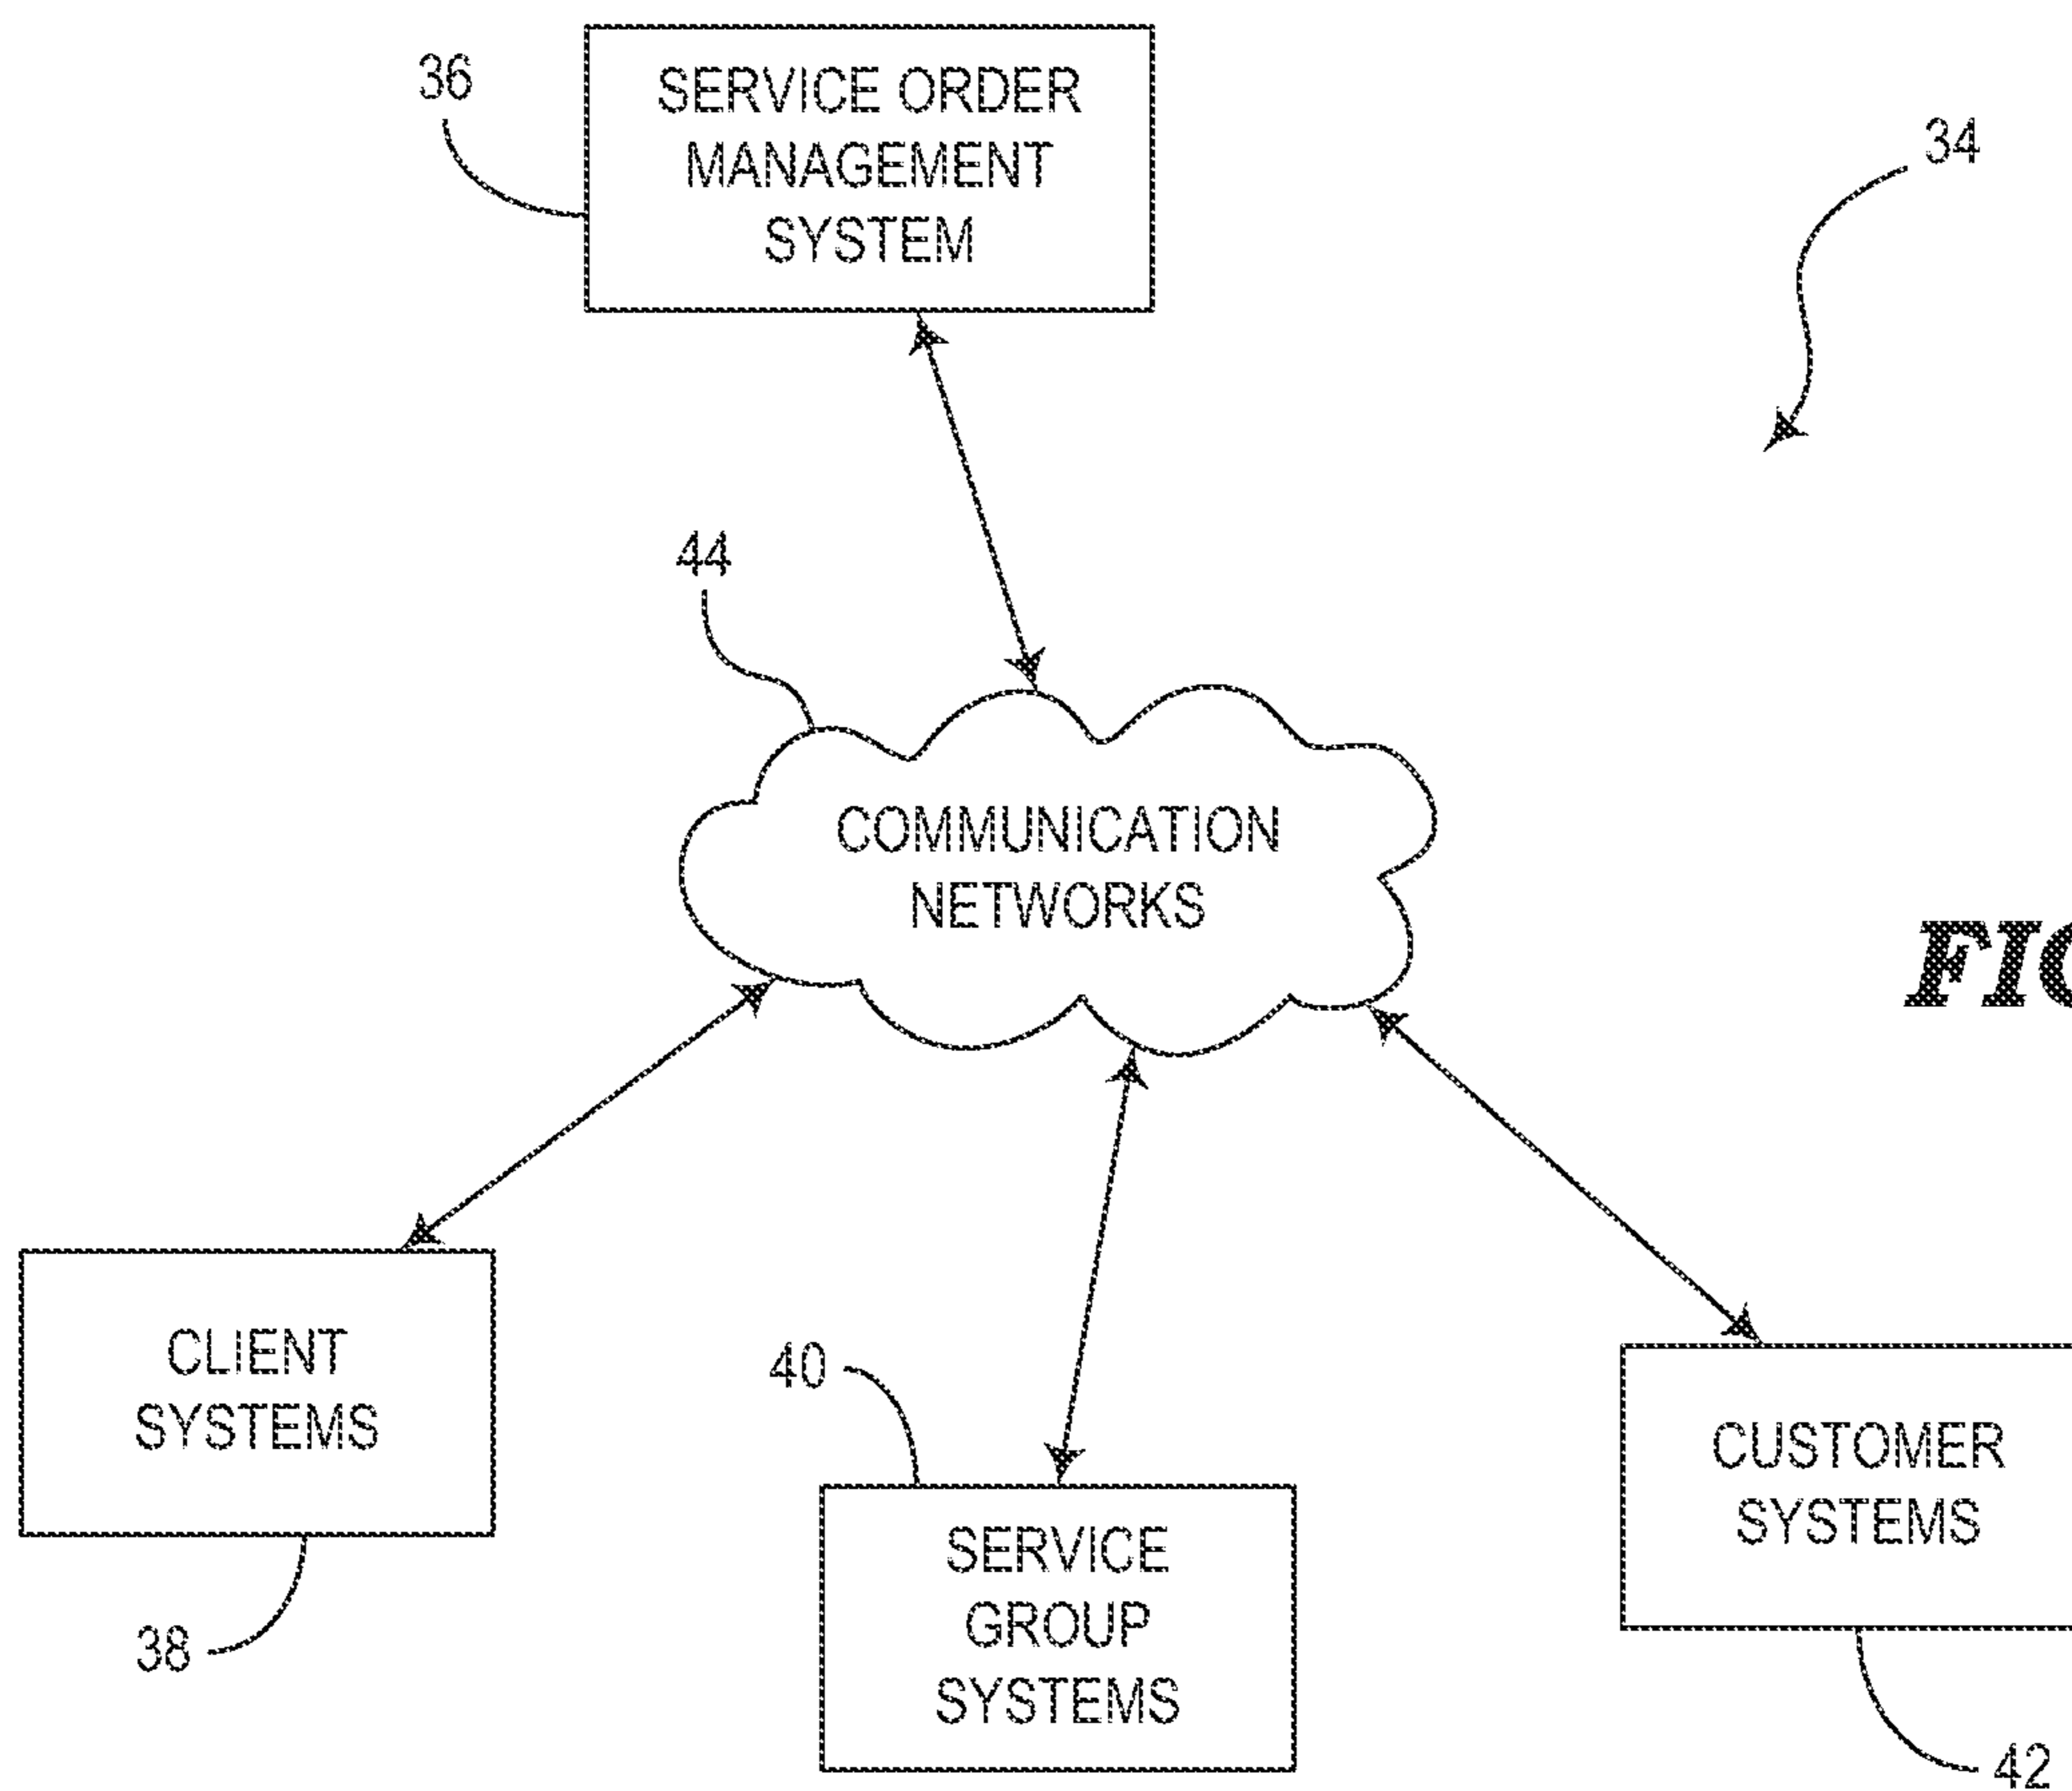 36
SERVICE ORDER
MANAGEMENT
SYSTEM
34
44
COMMUNICATION
NETWORKS
CLIENT
SYSTEMS
40
CUSTOMER
SYSTEMS
SERVICE
GROUP
SYSTEMS
38
42